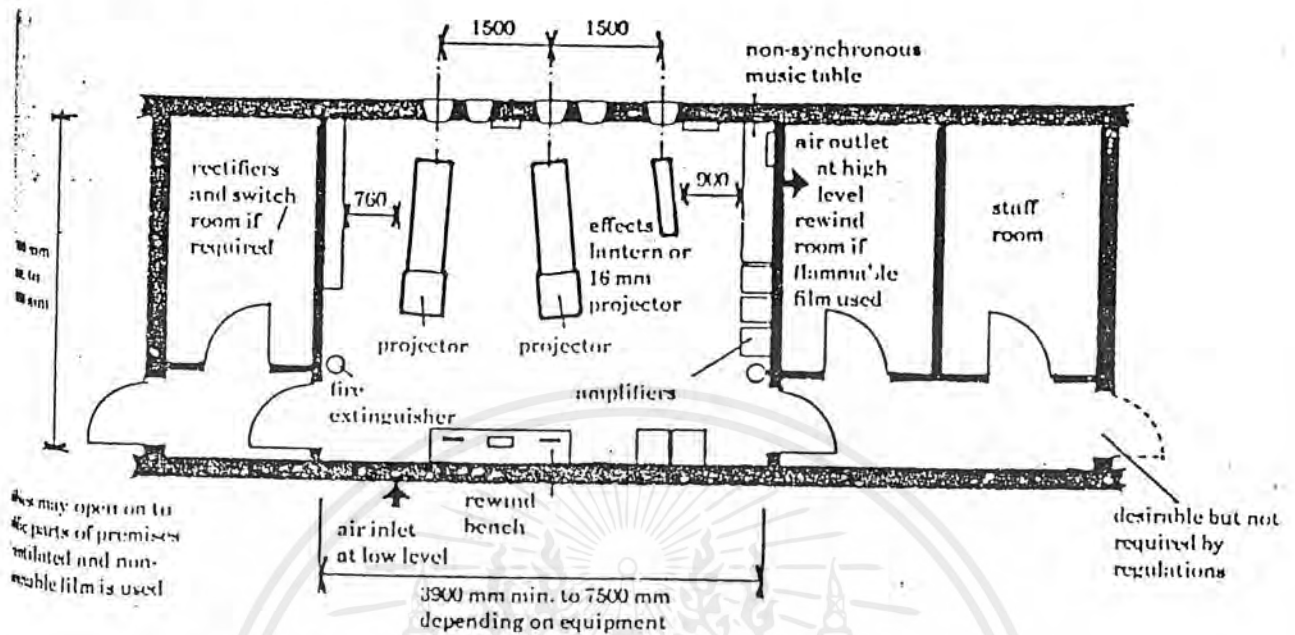 1500
1500
non-synchronous
music table
rectifiers
and switch
room if
required
760
effects
lantern or
16 mm
projector
900
air outlet
at high
level
rewind
room if
flammable
film used
staff
room
projector
projector
fire
extinguisher
amplifiers
may open on to
parts of premises
and non-
film is used
air inlet
at low level
rewind
bench
desirable but not
required by
regulations
3900 mm min. to 7500 mm
depending on equipment